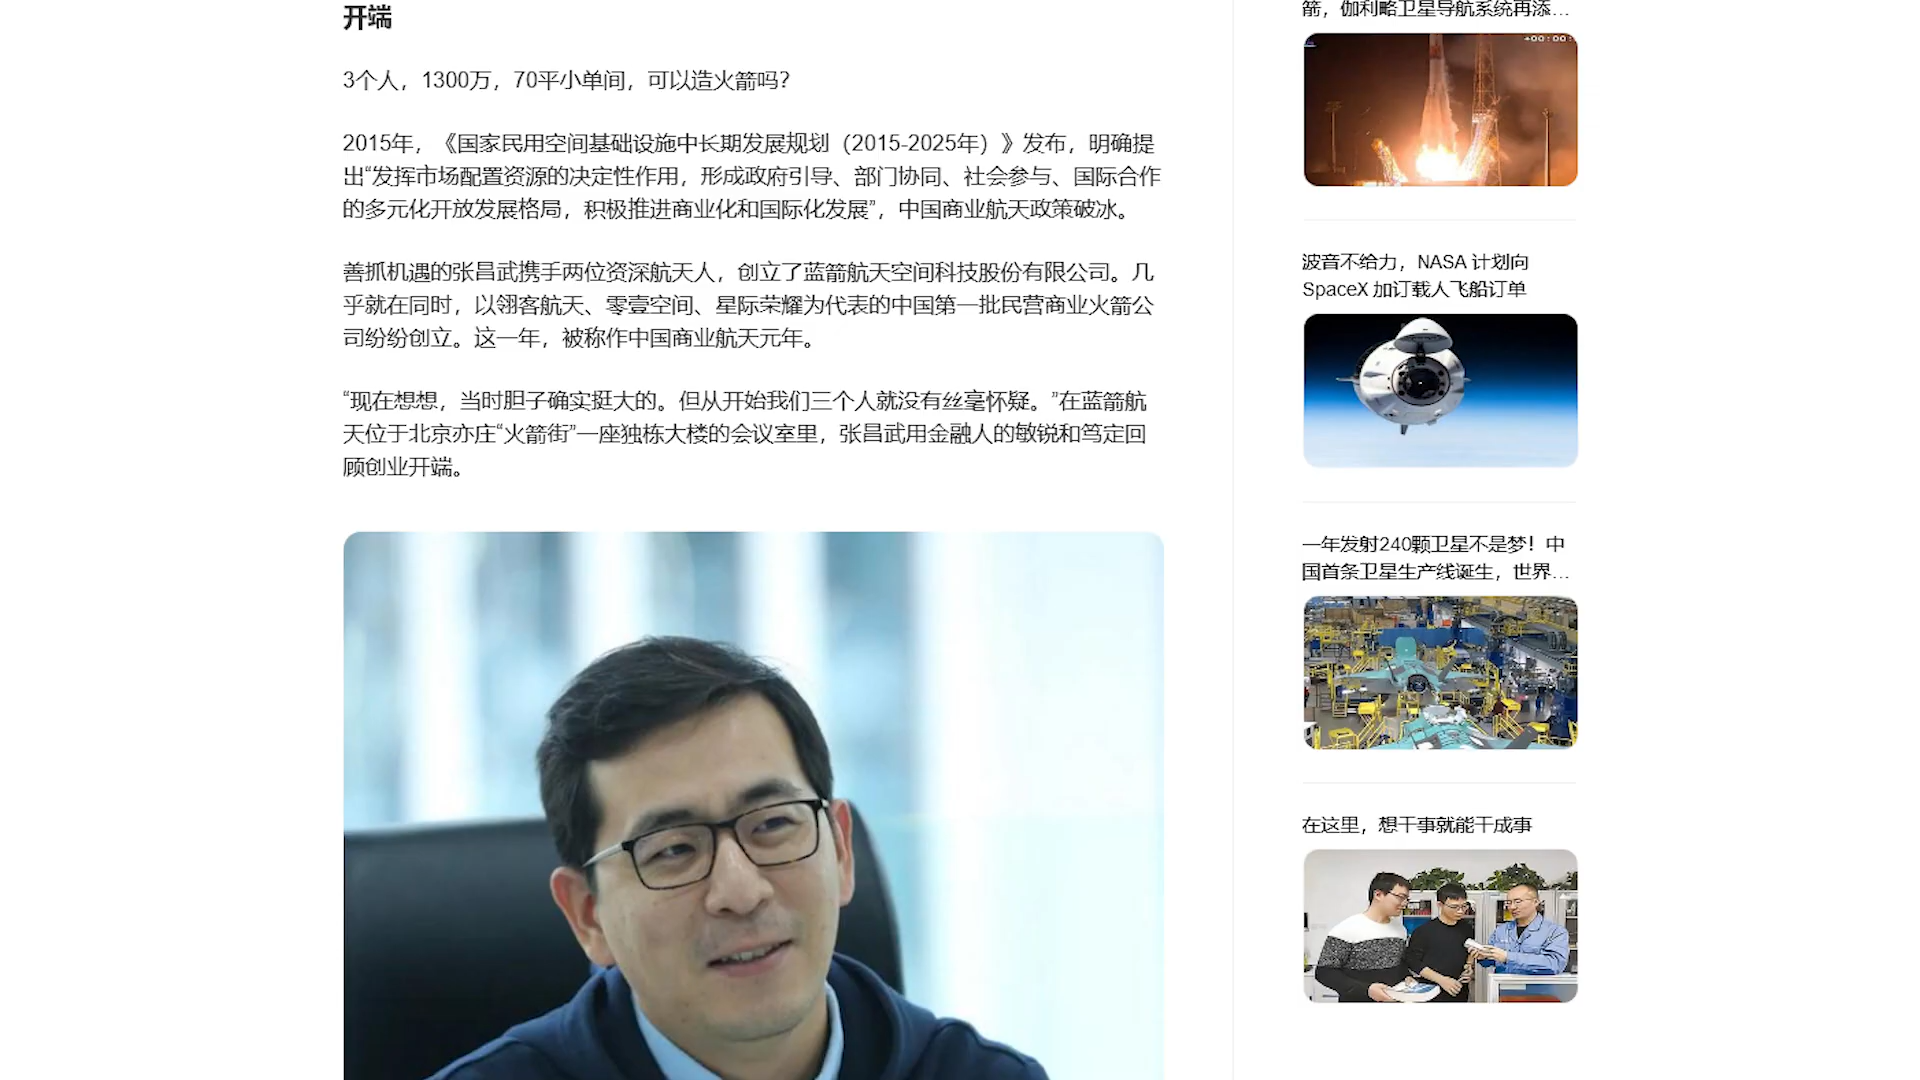 开端
3个人，1300万，70平小单间，可以造火箭吗？
2015年，《国家民用空间基础设施中长期发展规划（2015-2025年）》发布，明确提
出“发挥市场配置资源的决定性作用，形成政府引导、部门协同、社会参与、国际合作
的多元化开放发展格局，积极推进商业化和国际化发展”，中国商业航天政策破冰。
善抓机遇的张昌武携手两位资深航天人，创立了蓝箭航天空间科技股份有限公司。几
乎就在同时，以翎客航天、零壹空间、星际荣耀为代表的中国第一批民营商业火箭公
司纷纷创立。这一年，被称作中国商业航天元年。
“现在想想，当时胆子确实挺大的。但从开始我们三个人就没有丝毫怀疑。”在蓝箭航
天位于北京亦庄“火箭街”一座独栋大楼的会议室里，张昌武用金融人的敏锐和笃定回
顾创业开端。
箭，伽利略卫星导航系统再添...
波音不给力，NASA 计划向
SpaceX 加订载人飞船订单
一年发射240颗卫星不是梦！中
国首条卫星生产线诞生，世界...
在这里，想干事就能干成事